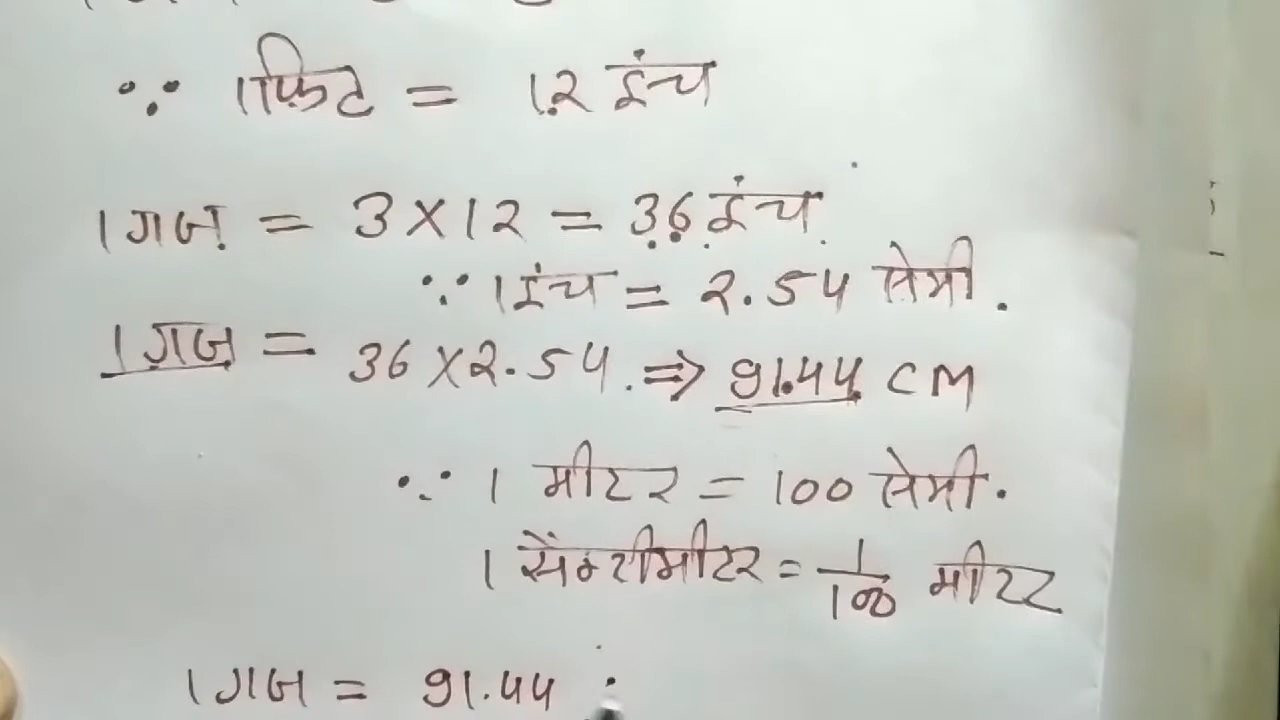 ∵ 1फिट = 12 इंच
1गज = 3 X 12 = 36 इंच
∵ 1इंच = 2.54 सेमी.
1गज = 36 X 2.54 ⇒ 91.44 CM
∵ 1 मीटर = 100 सेमी.
1 सैन्टीमीटर = 1/100 मीटर
1गज = 91.44